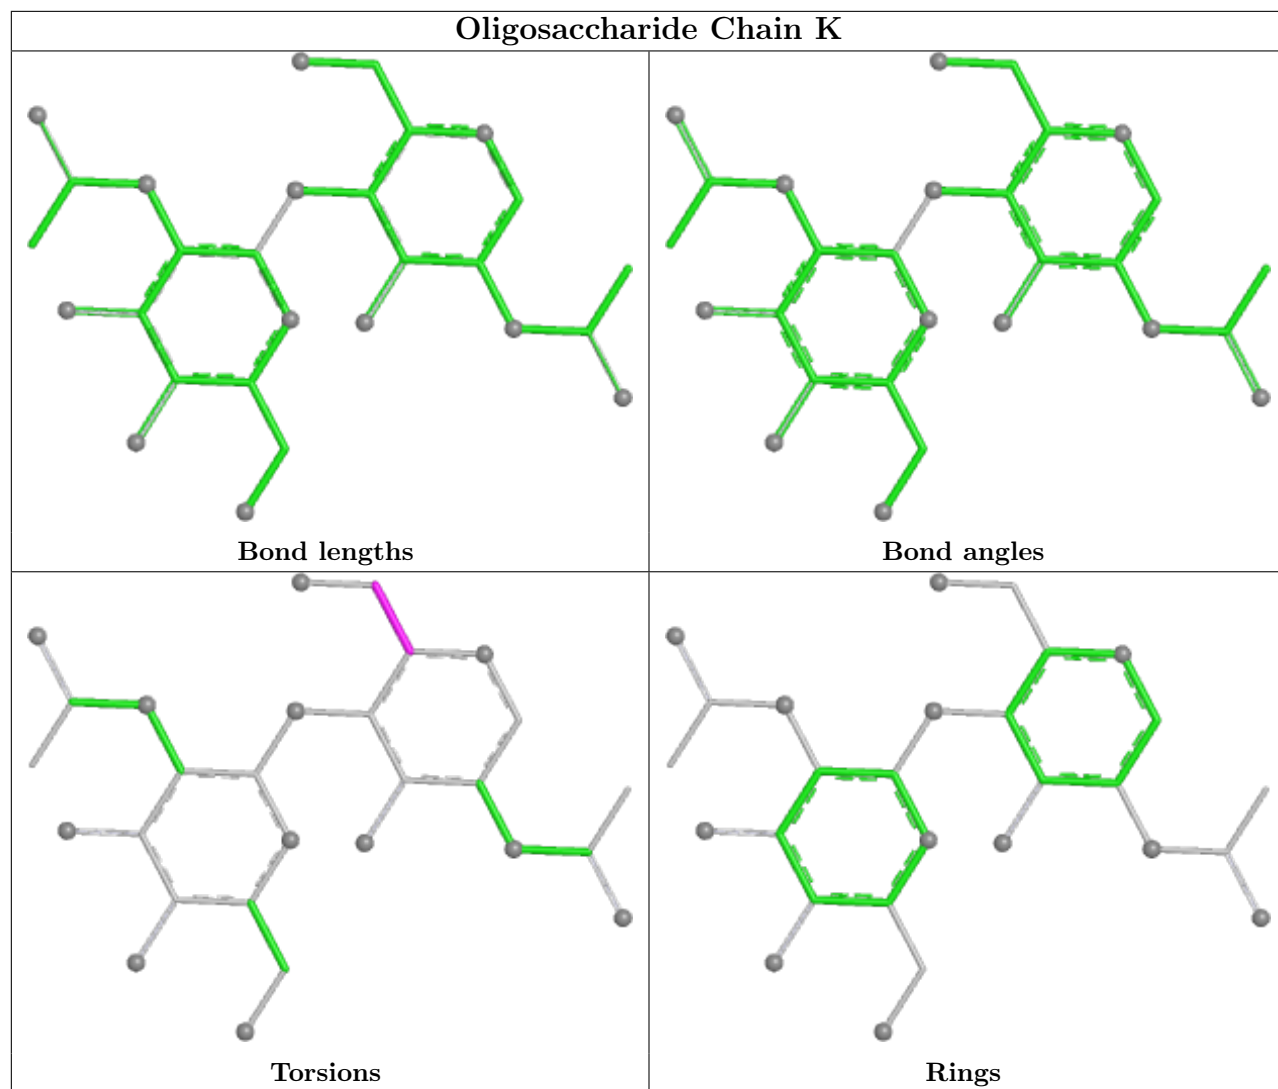 Oligosaccharide Chain K
Bond lengths
Bond angles
Torsions
Rings